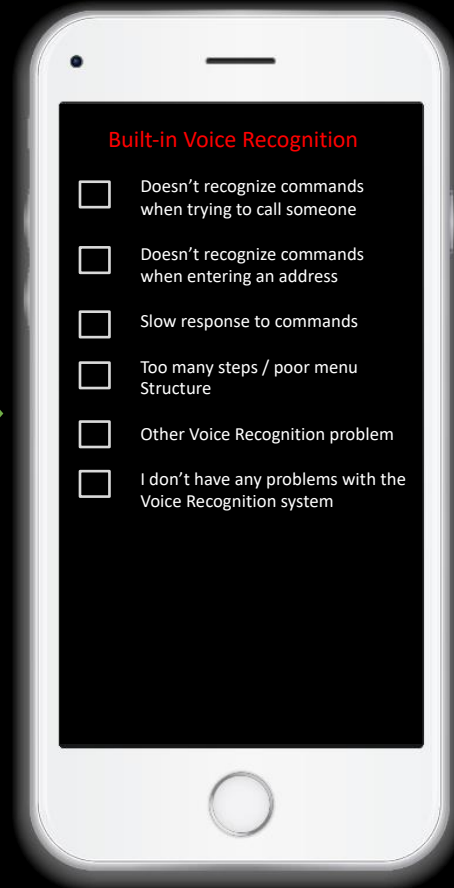 Built-in Voice Recognition
Doesn’t recognize commands
when trying to call someone
Doesn’t recognize commands
when entering an address
Slow response to commands
Too many steps / poor menu
Structure
Other Voice Recognition problem
I don’t have any problems with the
Voice Recognition system